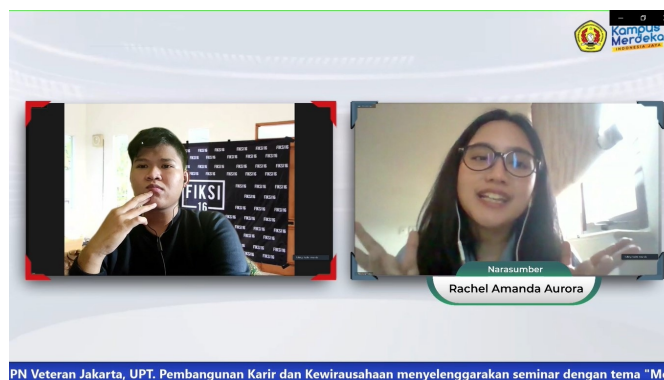 Kampus
Merdeka
INDONESIA JAYA
FIKSI
16
Narasumber
Rachel Amanda Aurora
PN Veteran Jakarta, UPT. Pembangunan Karir dan Kewirausahaan menyelenggarakan seminar dengan tema "M